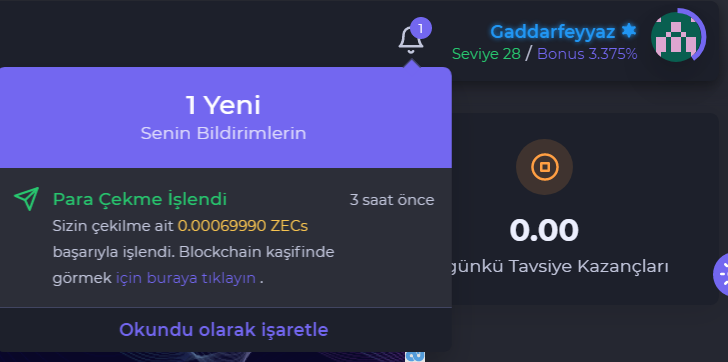 1
Gaddarfeyyaz
Seviye 28 / Bonus 3.375%
1 Yeni
Senin Bildirimlerin
Para Çekme İşlendi
3 saat önce
Sizin çekilme ait 0.00069990 ZECs
başarıyla işlendi. Blockchain kaşifinde
görmek için buraya tıklayın .
Okundu olarak işaretle
0.00
günkü Tavsiye Kazançları